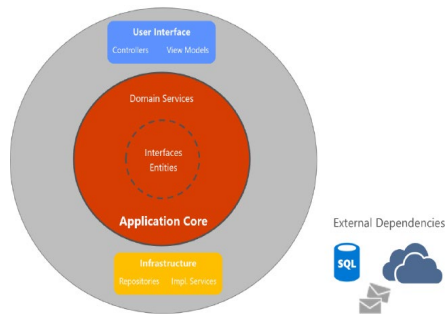 User Interface
Controllers View Models
Domain Services
Interfaces
Entities
Application Core
Infrastructure
Repositories Impl. Services
External Dependencies
SQL